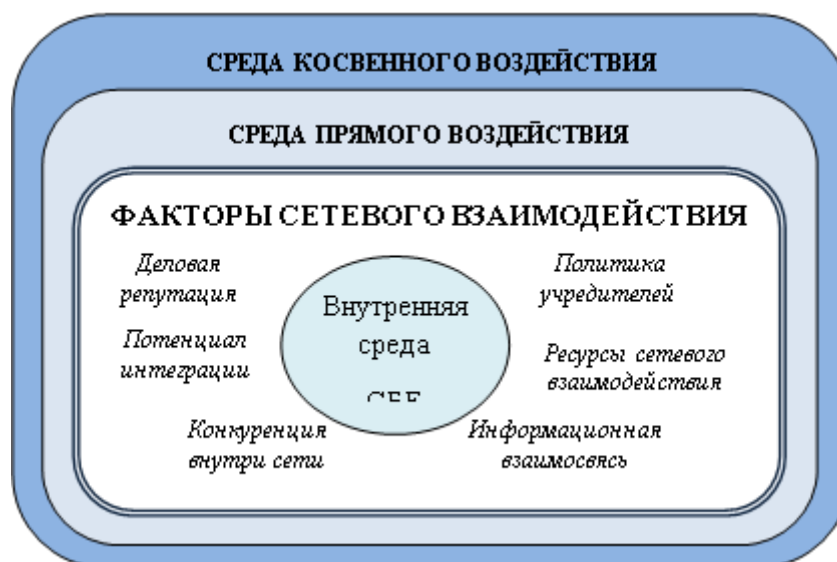 СРЕДА КОСВЕННОГО ВОЗДЕЙСТВИЯ
СРЕДА ПРЯМОГО ВОЗДЕЙСТВИЯ
ФАКТОРЫ СЕТЕВОГО ВЗАИМОДЕЙСТВИЯ
Деловая
репутация
Потенциал
интеграции
Конкуренция
внутри сети
Внутренняя
среда
Политика
учредителей
Ресурсы сетевого
взаимодействия
Информационная
взаимосвясь